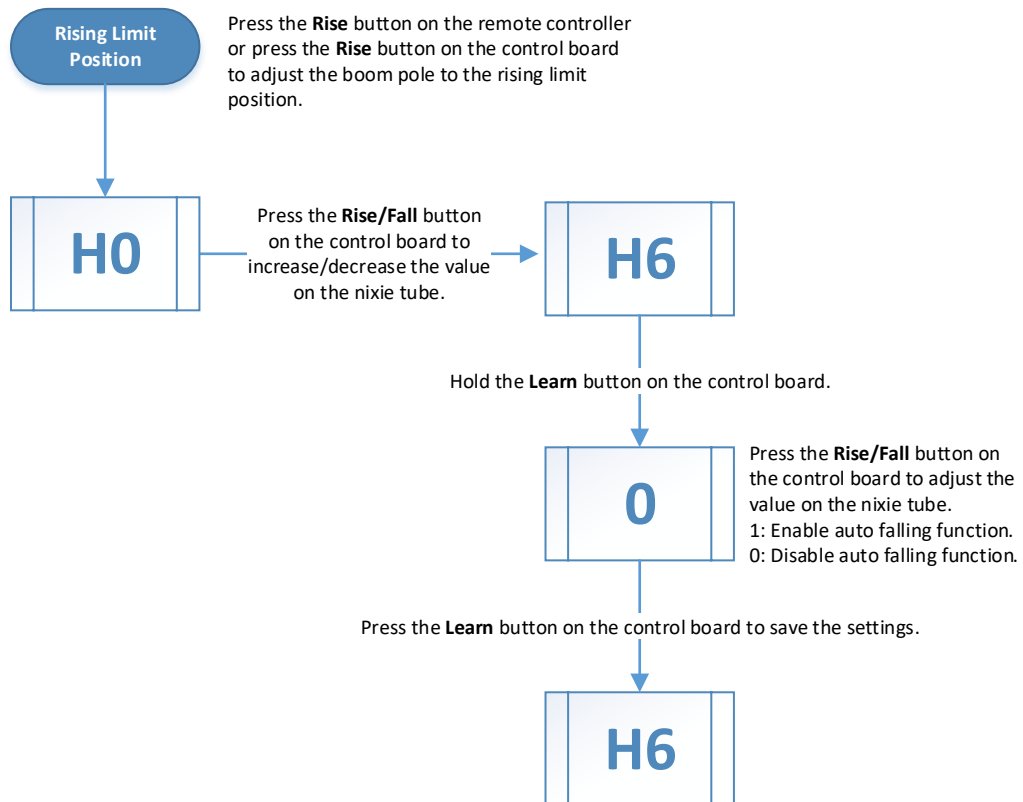 Rising Limit
Position
Press the Rise button on the remote controller
or press the Rise button on the control board
to adjust the boom pole to the rising limit
position.
H0
Press the Rise/Fall button
on the control board to
increase/decrease the value
on the nixie tube.
H6
Hold the Learn button on the control board.
0
Press the Rise/Fall button on
the control board to adjust the
value on the nixie tube.
1: Enable auto falling function.
0: Disable auto falling function.
Press the Learn button on the control board to save the settings.
H6